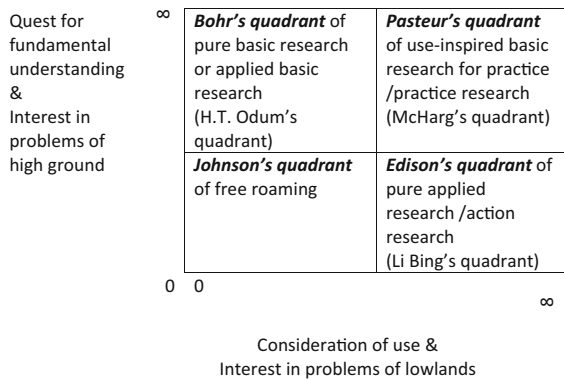 Quest for
fundamental
understanding
&
Interest in
problems of
high ground
∞
Bohr's quadrant of
pure basic research
or applied basic
research
(H.T. Odum's
quadrant)
Pasteur's quadrant
of use-inspired basic
research for practice
/practice research
(McHarg's quadrant)
Johnson's quadrant
of free roaming
Edison's quadrant of
pure applied
research /action
research
(Li Bing's quadrant)
0 0
∞
Consideration of use &
Interest in problems of lowlands